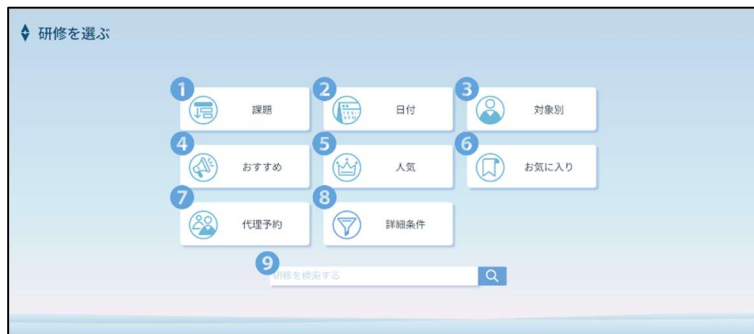 研修を選ぶ
1 課題
2 日付
3 対象別
4 おすすめ
5 人気
6 お気に入り
7 代理予約
8 詳細条件
9 研修を検索する